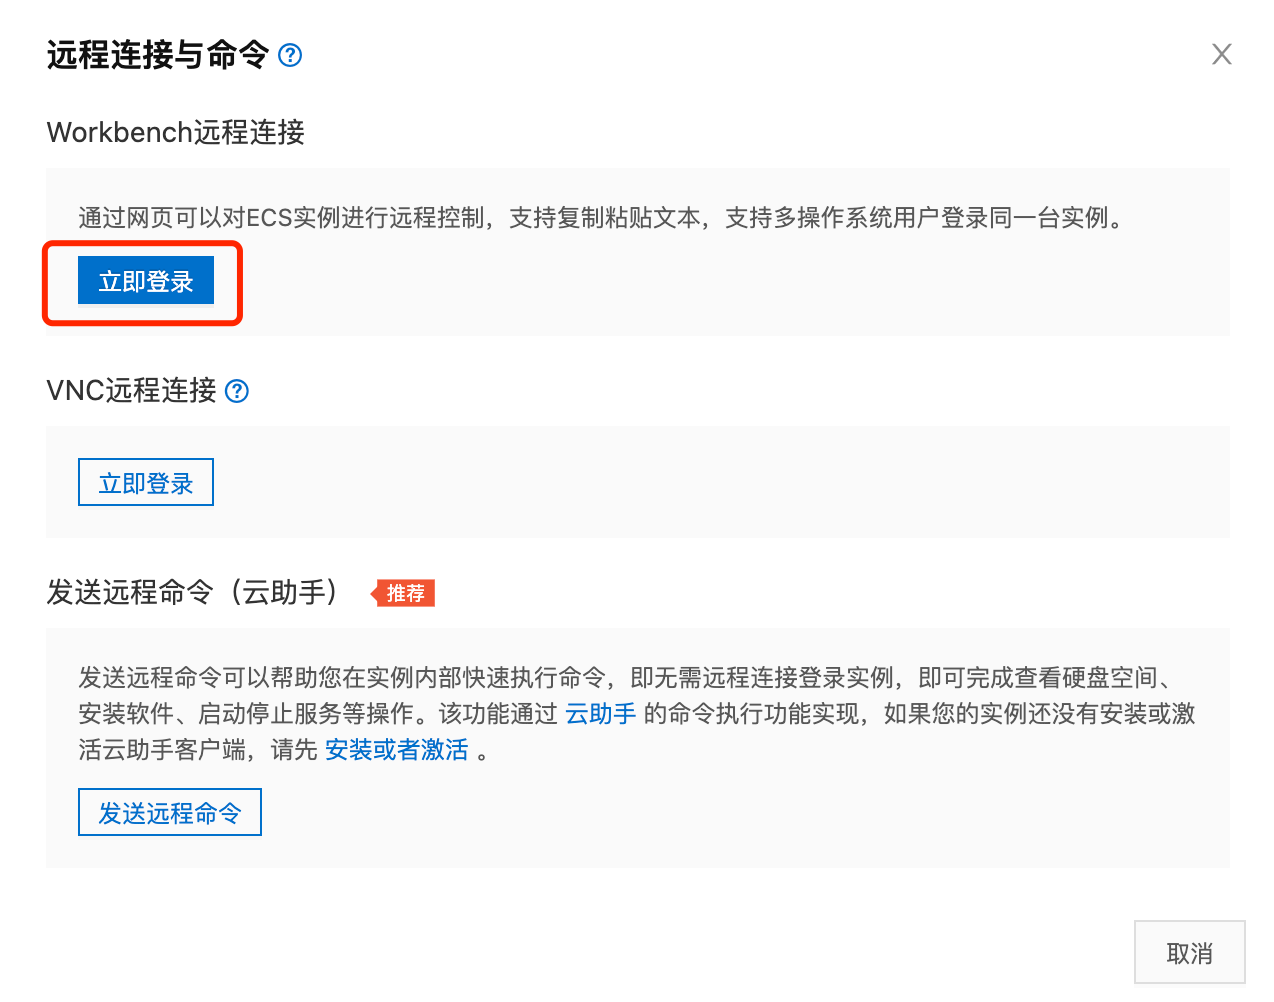 远程连接与命令 ?
X
Workbench远程连接
通过网页可以对ECS实例进行远程控制，支持复制粘贴文本，支持多操作系统用户登录同一台实例。
立即登录
VNC远程连接 ?
立即登录
发送远程命令（云助手） 推荐
发送远程命令可以帮助您在实例内部快速执行命令，即无需远程连接登录实例，即可完成查看硬盘空间、
安装软件、启动停止服务等操作。该功能通过 云助手 的命令执行功能实现，如果您的实例还没有安装或激
活云助手客户端，请先 安装或者激活 。
发送远程命令
取消